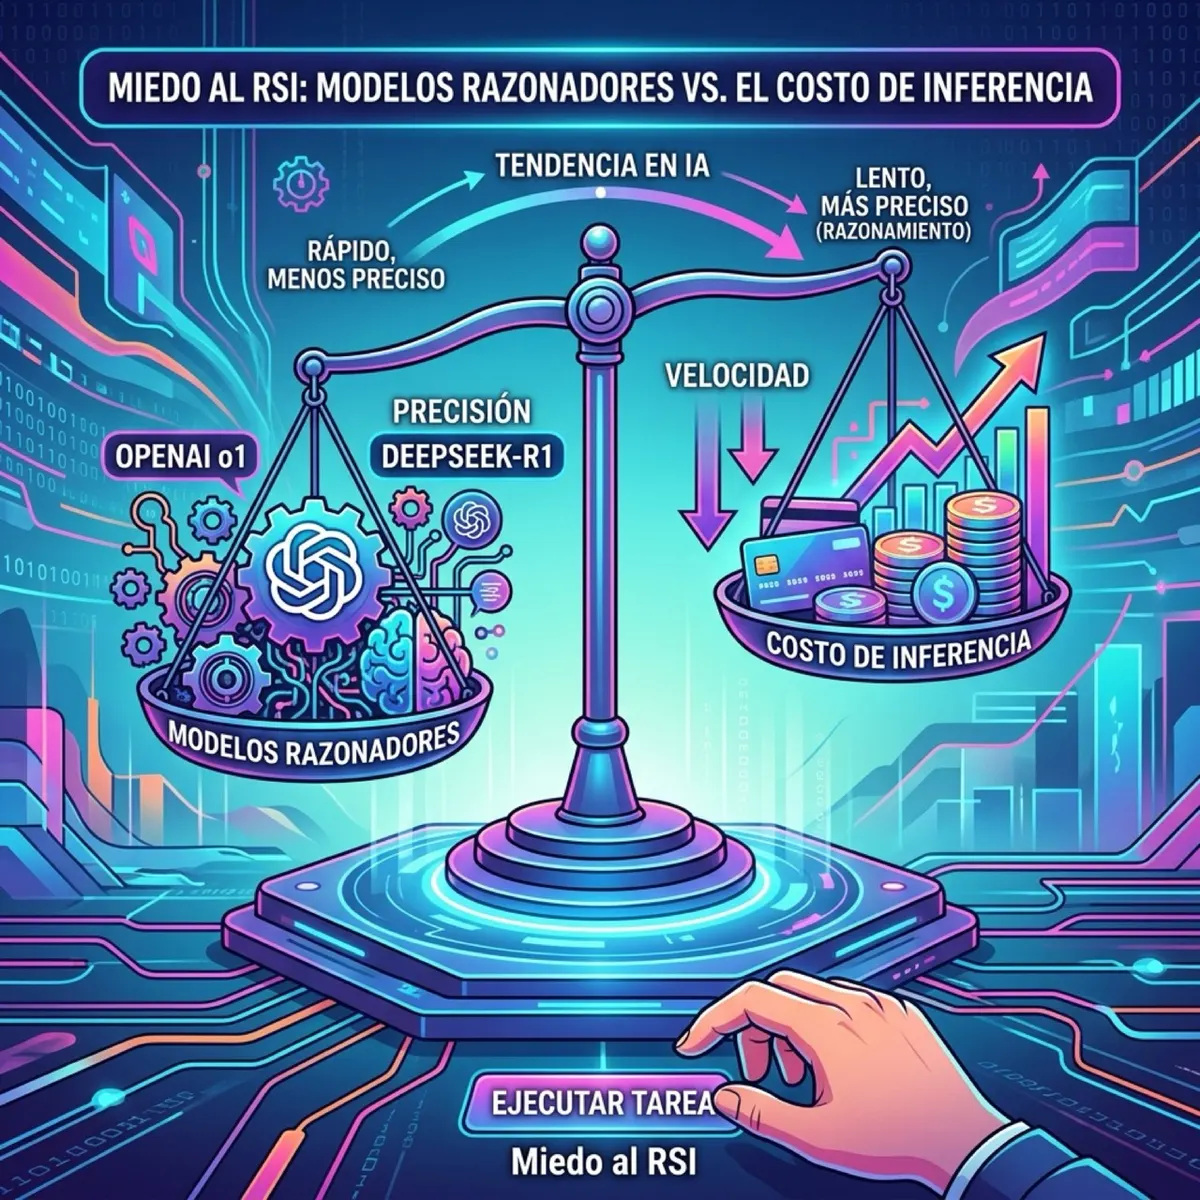 MIEDO AL RSI: MODELOS RAZONADORES VS. EL COSTO DE INFERENCIA
TENDENCIA EN IA
RÁPIDO,
MENOS PRECISO
LENTO,
MÁS PRECISO
(RAZONAMIENTO)
VELOCIDAD
PRECISIÓN
OPENAI o1
DEEPSEEK-R1
MODELOS RAZONADORES
COSTO DE INFERENCIA
EJECUTAR TAREA
Miedo al RSI